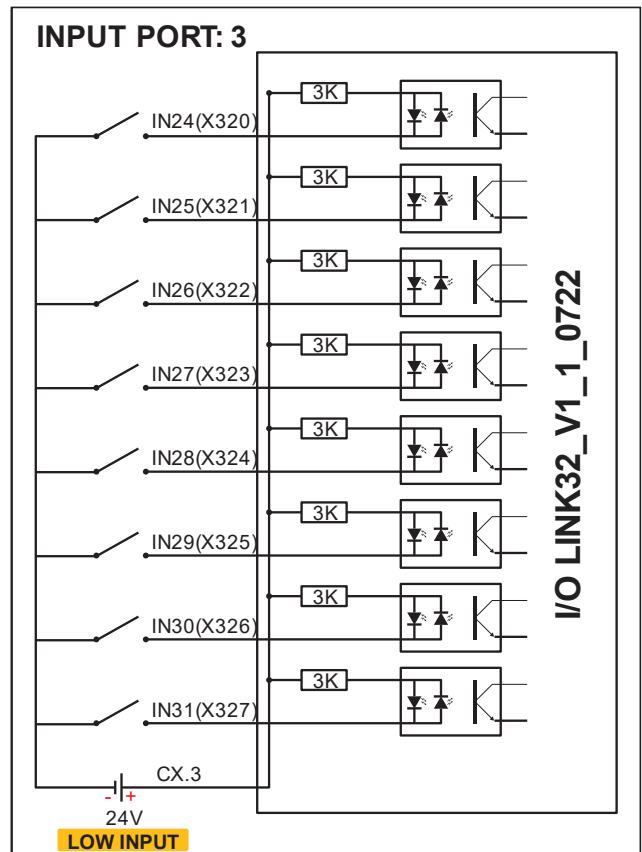 INPUT PORT: 3
3K
IN24(X320)
3K
IN25(X321)
3K
IN26(X322)
3K
IN27(X323)
3K
IN28(X324)
3K
IN29(X325)
3K
IN30(X326)
3K
IN31(X327)
I/O LINK32_V1_1_0722
CX.3
- +
24V
LOW INPUT